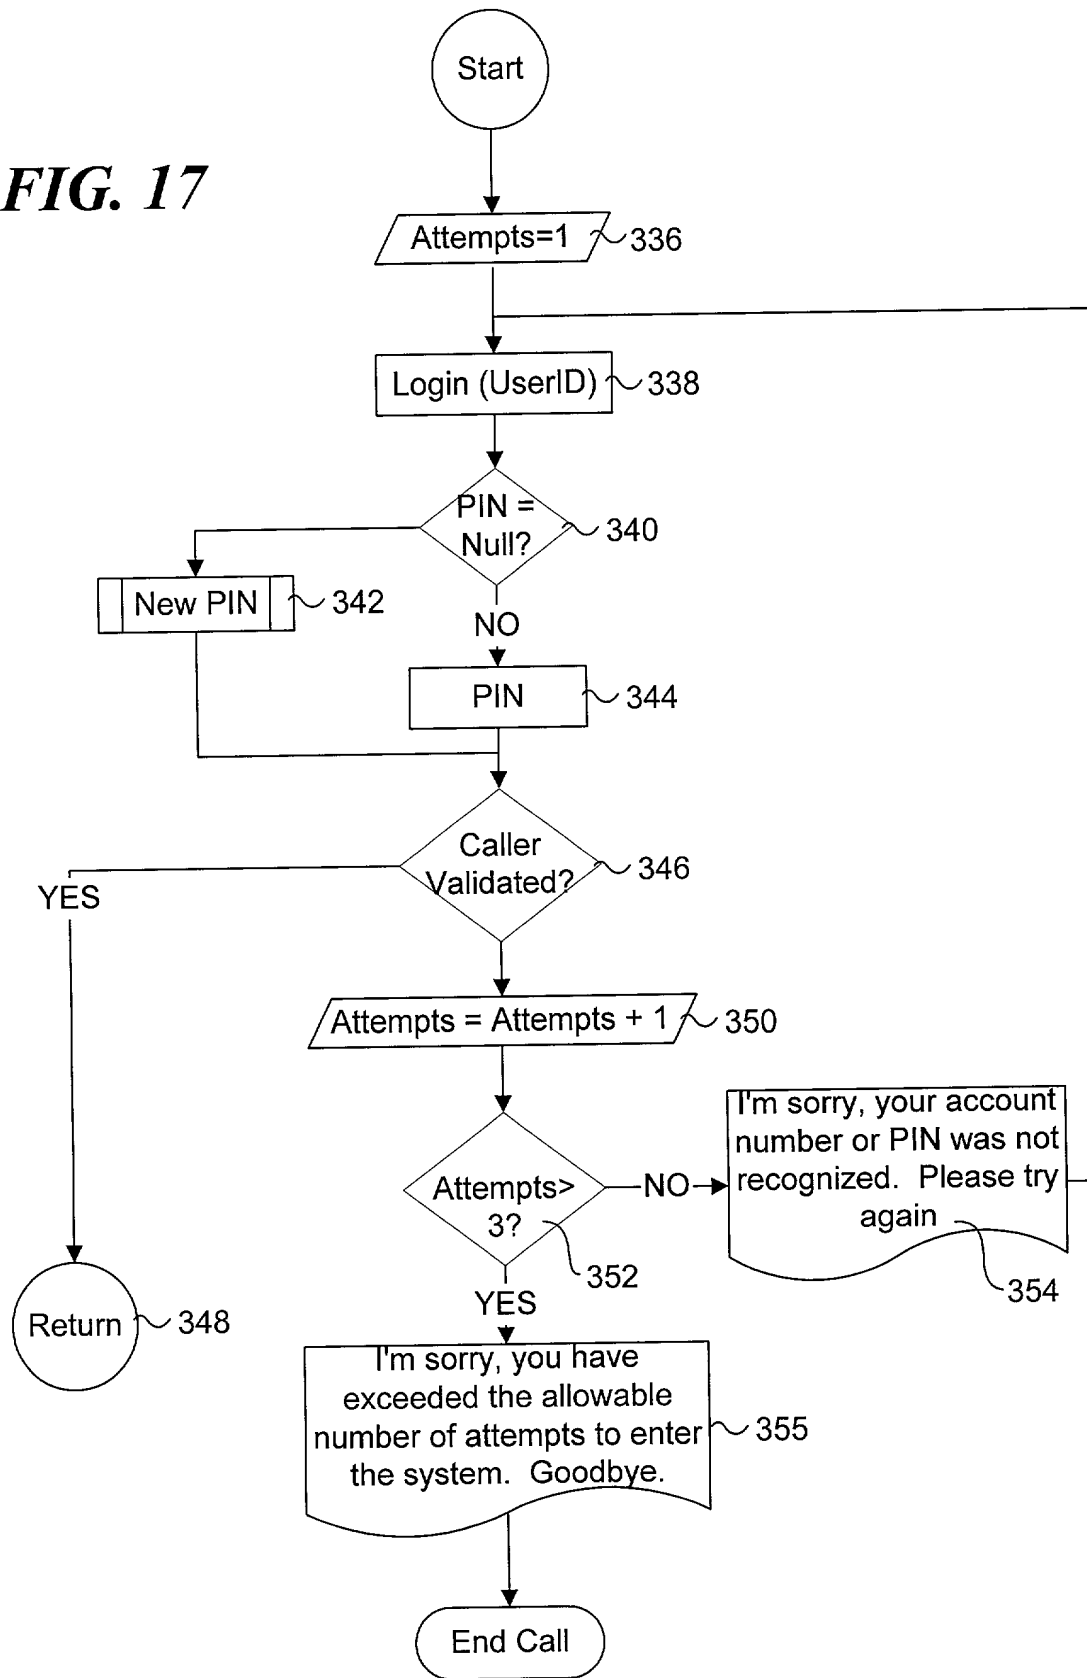 Start
FIG. 17
Attempts=1
336
Login (UserID)
338
PIN =
Null?
340
New PIN
342
NO
PIN
344
Caller
Validated?
346
YES
Attempts = Attempts + 1
350
I'm sorry, your account
number or PIN was not
recognized. Please try
again
354
Attempts>
3?
NO
352
YES
Return
348
I'm sorry, you have
exceeded the allowable
number of attempts to enter
the system. Goodbye.
355
End Call